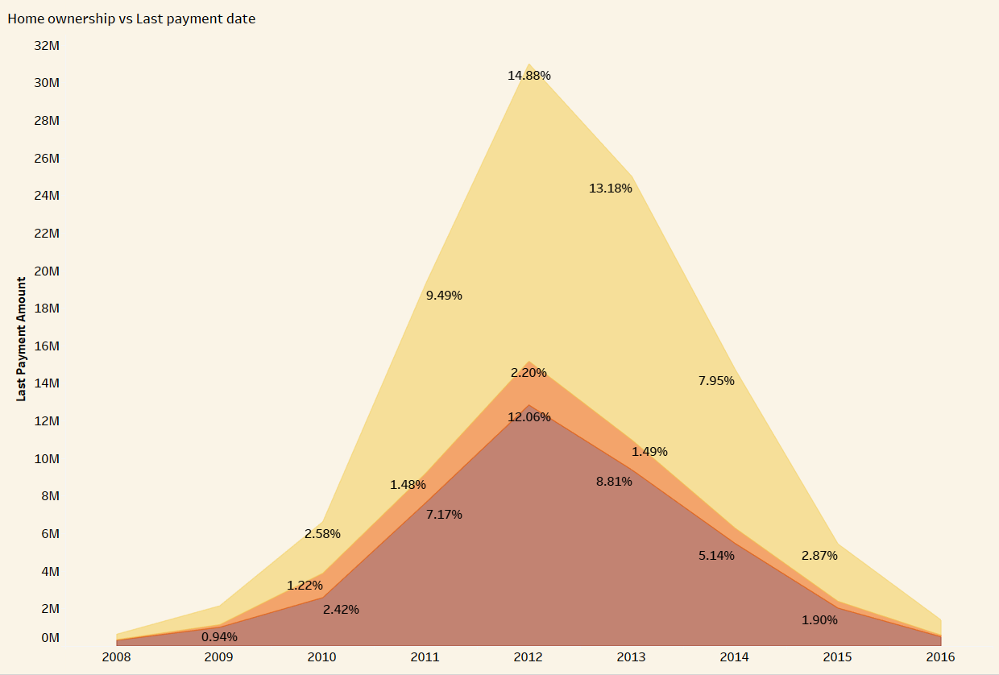 Home ownership vs Last payment date
32M
30M
28M
26M
24M
22M
20M
18M
16M
14M
12M
10M
8M
6M
4M
2M
0M
Last Payment Amount
14.88%
13.18%
9.49%
2.20%
7.95%
12.06%
1.49%
8.81%
1.48%
7.17%
2.58%
5.14%
2.87%
1.22%
2.42%
1.90%
0.94%
2008 2009 2010 2011 2012 2013 2014 2015 2016